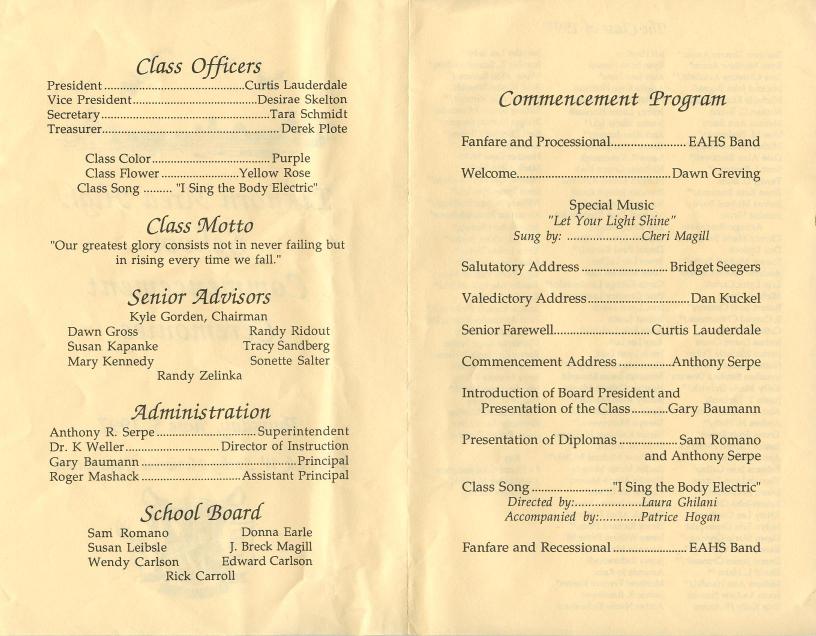 Class Officers
President..........................................Curtis Lauderdale
Vice President.....................................Desirae Skelton
Secretary..................................................Tara Schmidt
Treasurer....................................................Derek Plote
Class Color....................................Purple
Class Flower........................Yellow Rose
Class Song ......... "I Sing the Body Electric"
Class Motto
"Our greatest glory consists not in never failing but
in rising every time we fall."
Senior Advisors
Kyle Gorden, Chairman
Dawn Gross Randy Ridout
Susan Kapanke Tracy Sandberg
Mary Kennedy Sonette Salter
Randy Zelinka
Administration
Anthony R. Serpe ..............................Superintendent
Dr. K Weller............................Director of Instruction
Gary Baumann ...............................................Principal
Roger Mashack ................................Assistant Principal
School Board
Sam Romano Donna Earle
Susan Leibsle J. Breck Magill
Wendy Carlson Edward Carlson
Rick Carroll
Commencement Program
Fanfare and Processional....................... EAHS Band
Welcome...............................................Dawn Greving
Special Music
"Let Your Light Shine"
Sung by: .......................Cheri Magill
Salutatory Address .......................... Bridget Seegers
Valedictory Address...............................Dan Kuckel
Senior Farewell............................. Curtis Lauderdale
Commencement Address ................Anthony Serpe
Introduction of Board President and
Presentation of the Class...........Gary Baumann
Presentation of Diplomas .................. Sam Romano
and Anthony Serpe
Class Song ........................."I Sing the Body Electric"
Directed by:....................Laura Ghilani
Accompanied by:............Patrice Hogan
Fanfare and Recessional ...................... EAHS Band